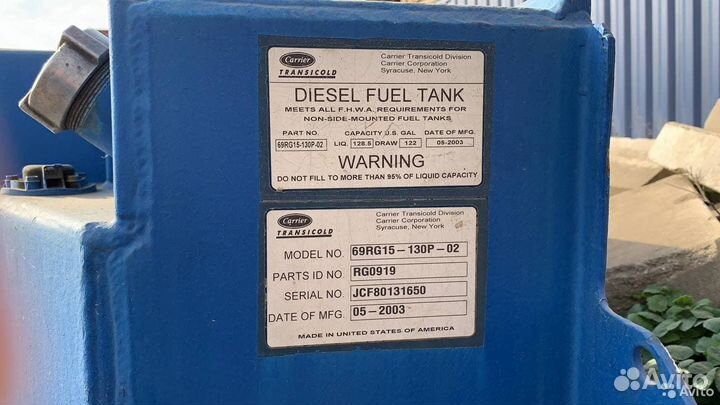 Carrier
TRANSICOLD
Carrier Transicold Division
Carrier Corporation
Syracuse, New York
DIESEL FUEL TANK
MEETS ALL F.H.W.A. REQUIREMENTS FOR
NON-SIDE-MOUNTED FUEL TANKS
PART NO. CAPACITY U.S. GAL DATE OF MFG.
69RG15-130P-02 LIQ. 128.5 DRAW 122 05-2003
WARNING
DO NOT FILL TO MORE THAN 95% OF LIQUID CAPACITY
Carrier
TRANSICOLD
Carrier Transicold Division
Carrier Corporation
Syracuse, New York
MODEL NO. 69RG15-130P-02
PARTS ID NO. RG0919
SERIAL NO. JCF80131650
DATE OF MFG. 05-2003
MADE IN UNITED STATES OF AMERICA
Avito
Avito